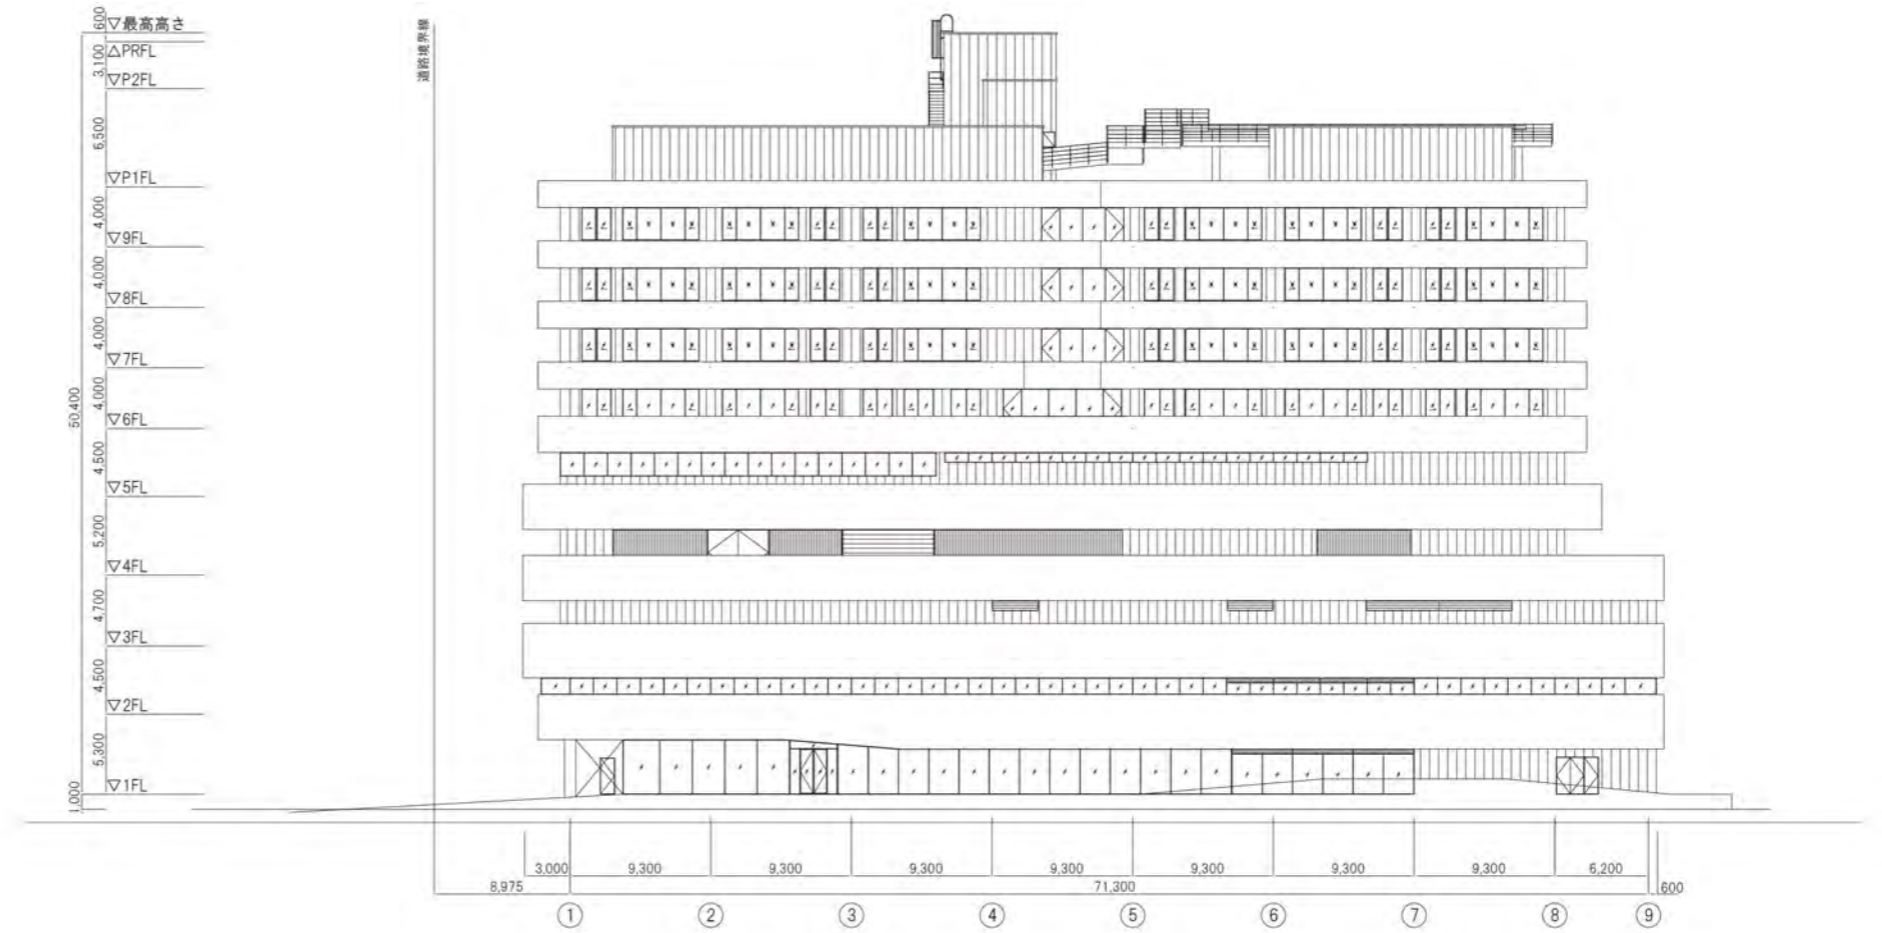 600
▽最高高さ
△PRFL
3,100
▽P2FL
6,500
▽P1FL
4,000
▽9FL
4,000
▽8FL
4,000
▽7FL
4,000
▽6FL
4,500
▽5FL
5,200
▽4FL
4,700
▽3FL
4,500
▽2FL
5,300
▽1FL
50,400
1,000
道路境界線
3,000 9,300 9,300 9,300 9,300 9,300 9,300 9,300 6,200
8,975 71,300 600
① ② ③ ④ ⑤ ⑥ ⑦ ⑧ ⑨